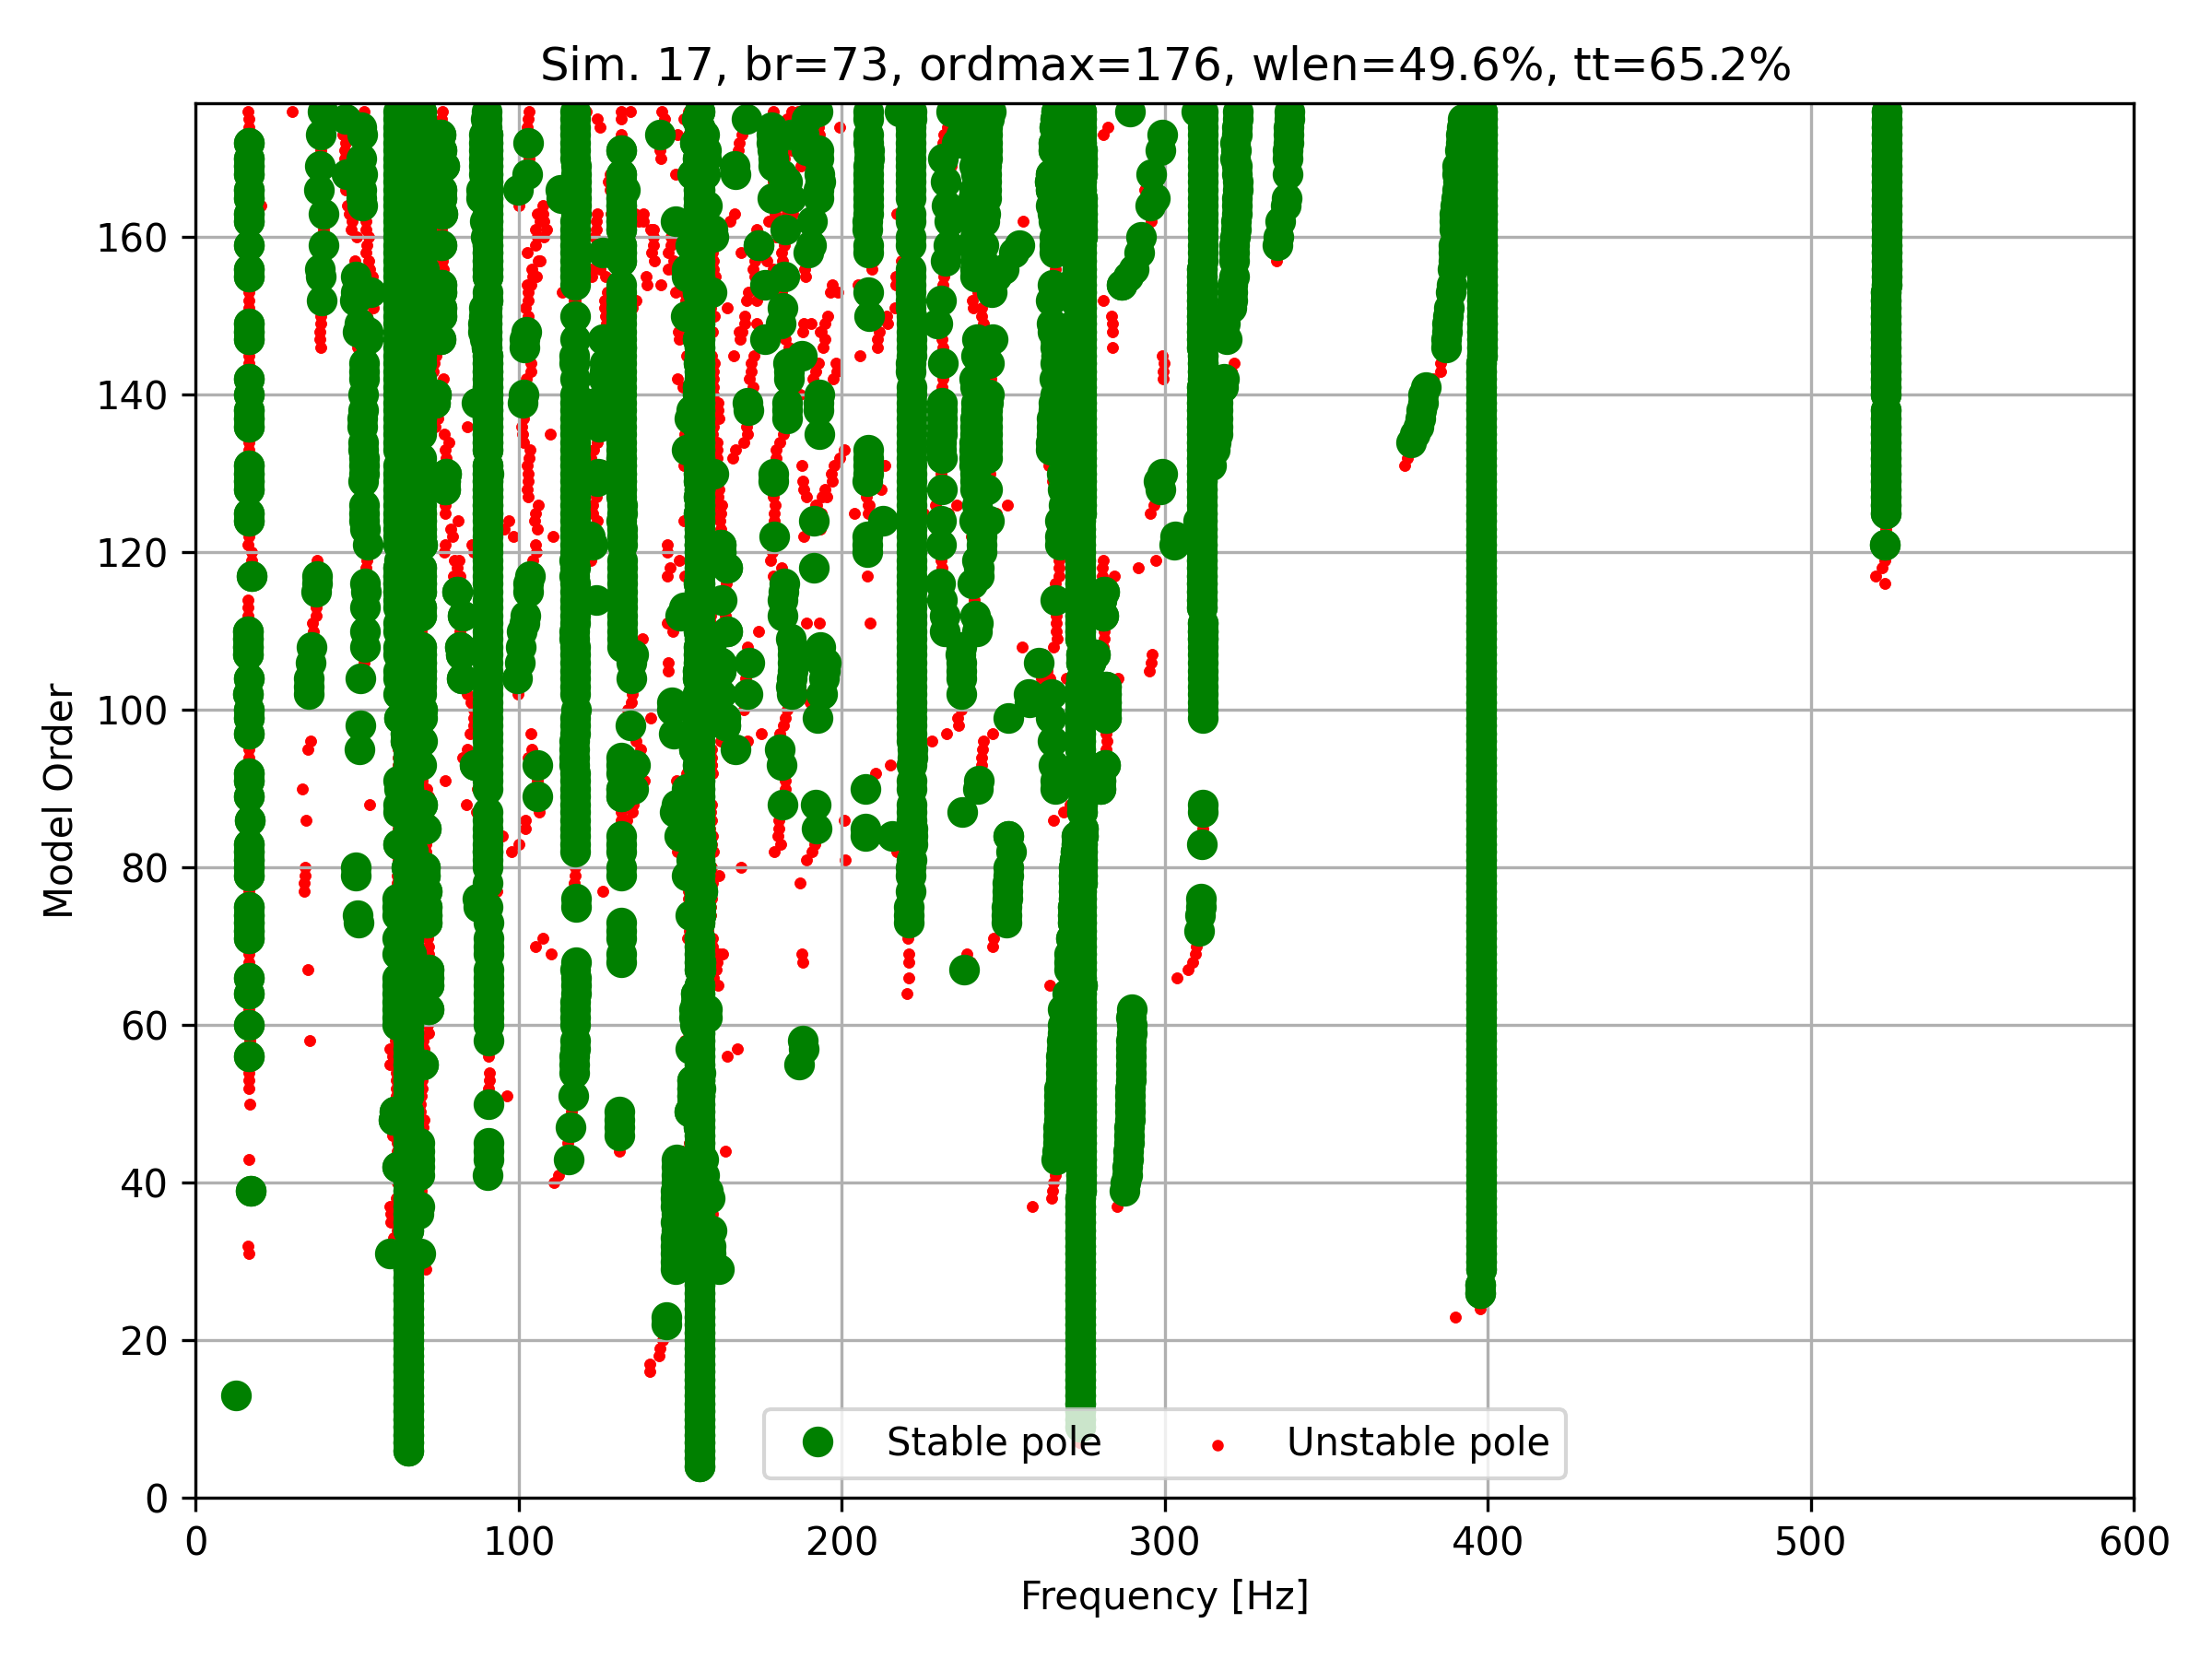 Sim. 17, br=73, ordmax=176, wlen=49.6%, tt=65.2%
160
140
120
100
80
60
40
20
0
Model Order
Stable pole
Unstable pole
0 100 200 300 400 500 600
Frequency [Hz]